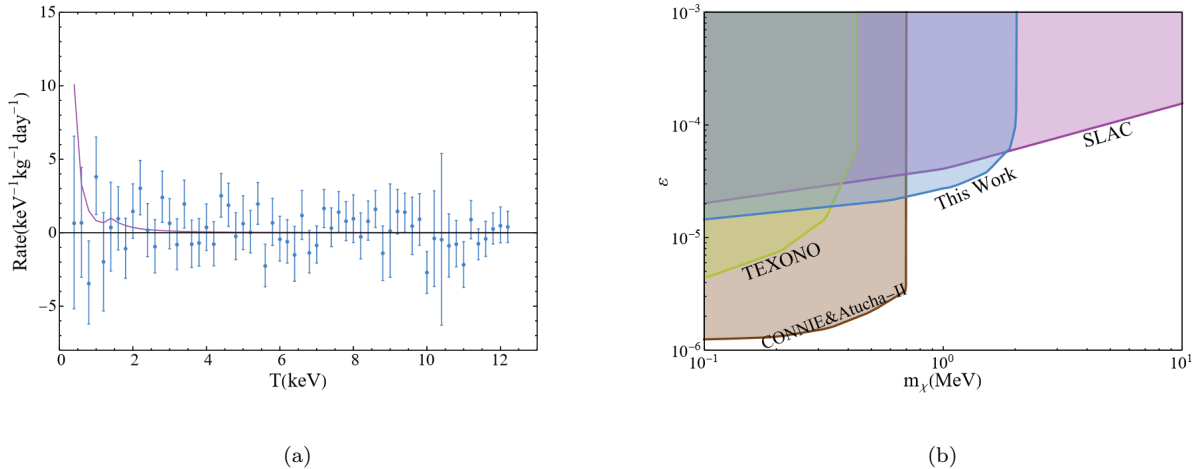 15
10
5
0
−5
0
2
4
6
8
10
12
Rate(keV⁻¹kg⁻¹day⁻¹)
T(keV)
(a)
10⁻³
10⁻⁴
10⁻⁵
10⁻⁶
ε
SLAC
This Work
TEXONO
CONNIE&Atucha−II
10⁻¹
10⁰
10¹
mᵪ(MeV)
(b)